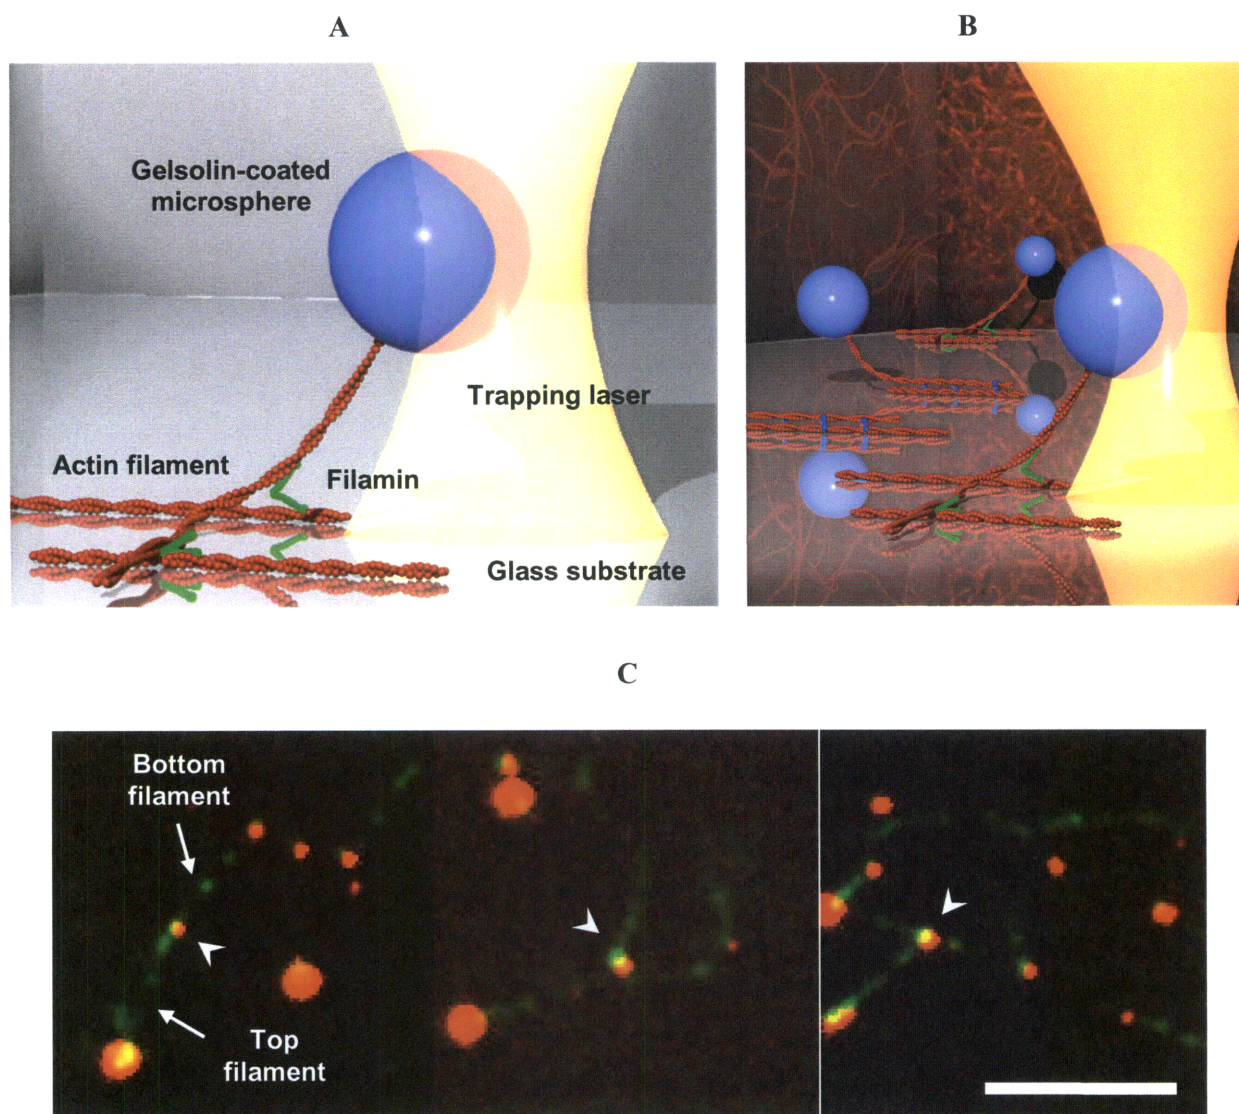 A
B
Gelsolin-coated
microsphere
Trapping laser
Actin filament
Filamin
Glass substrate
C
Bottom
filament
Top
filament